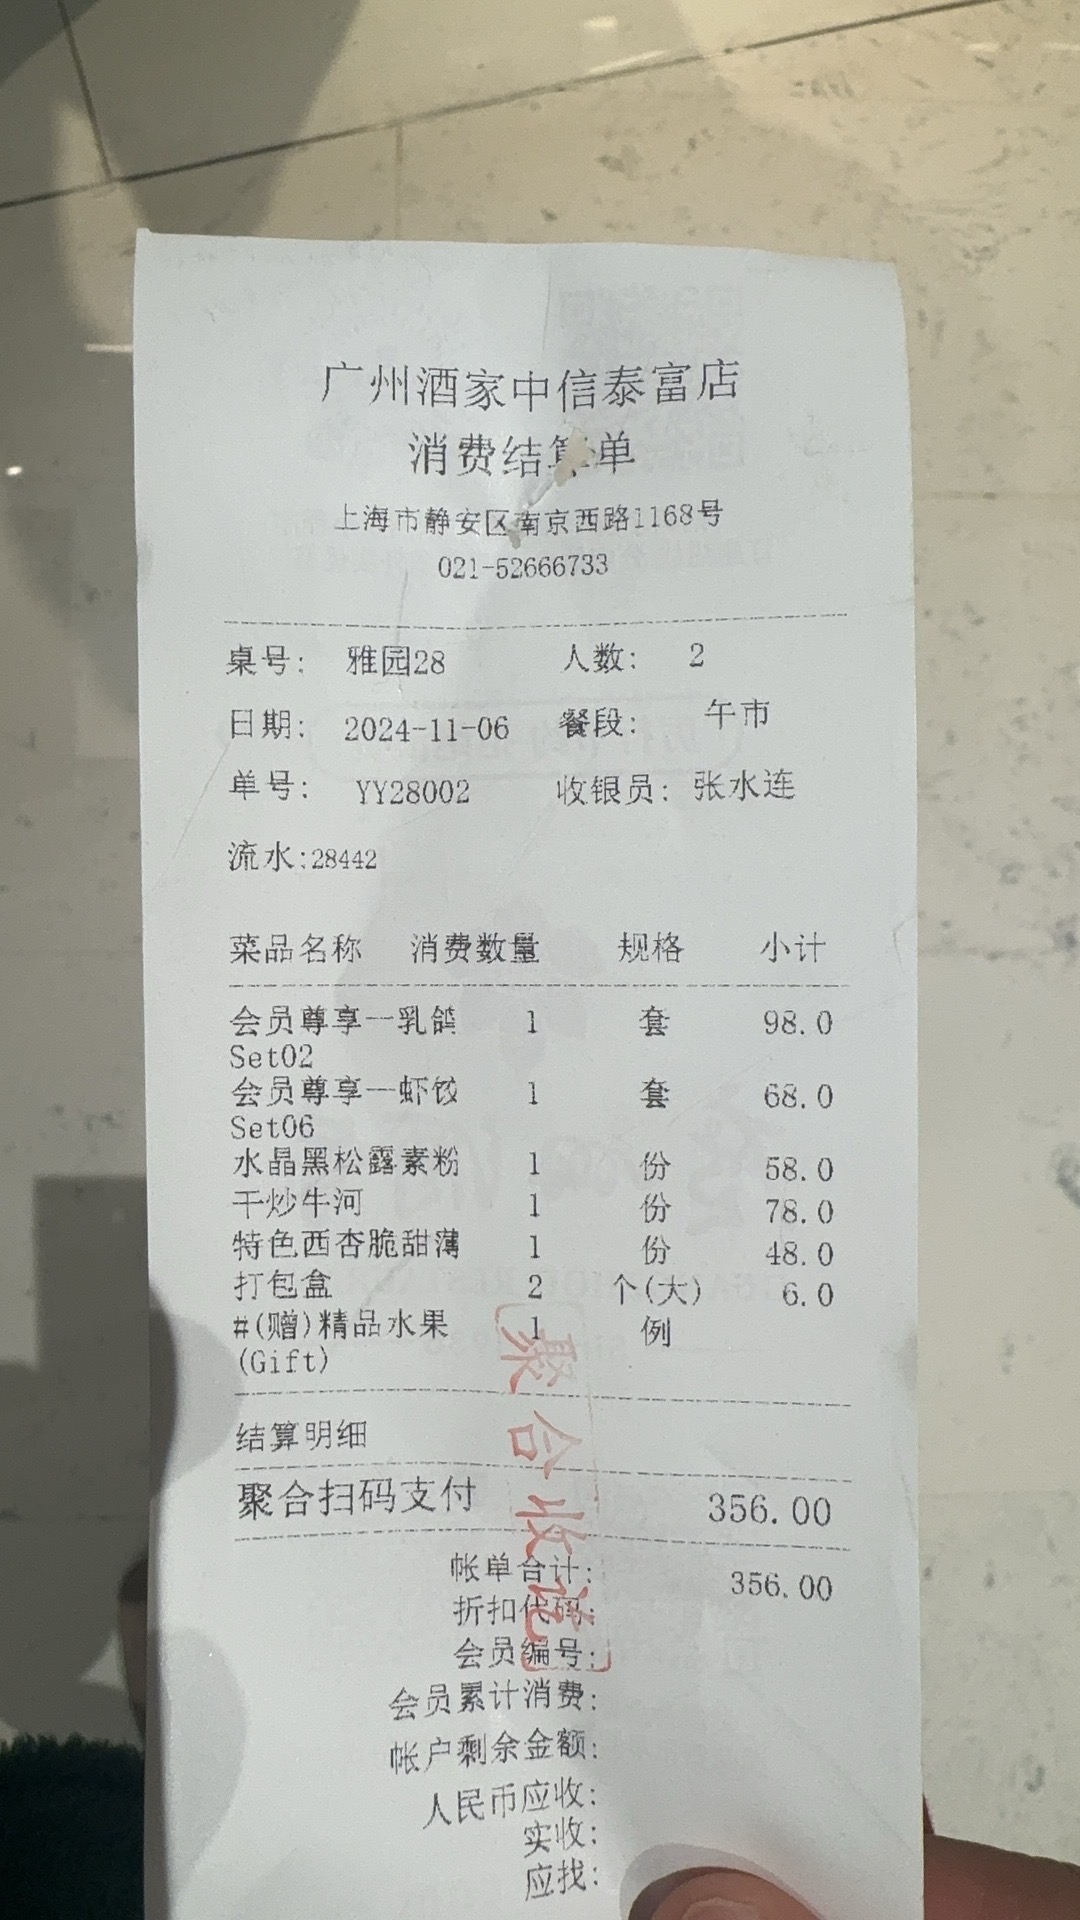 广州酒家中信泰富店
消费结算单
上海市静安区南京西路1168号
021-52666733
桌号: 雅园28 人数: 2
日期: 2024-11-06 餐段: 午市
单号: YY28002 收银员: 张水连
流水:28442
菜品名称 消费数量 规格 小计
会员尊享一乳鸽 1 套 98.0
Set02
会员尊享一虾饺 1 套 68.0
Set06
水晶黑松露素粉 1 份 58.0
干炒牛河 1 份 78.0
特色西杏脆甜薄 1 份 48.0
打包盒 2 个(大) 6.0
#(赠)精品水果 1 例
(Gift)
结算明细
聚合扫码支付 356.00
帐单合计: 356.00
折扣代码:
会员编号:
会员累计消费:
帐户剩余金额:
人民币应收:
实收:
应找:
聚合收讫